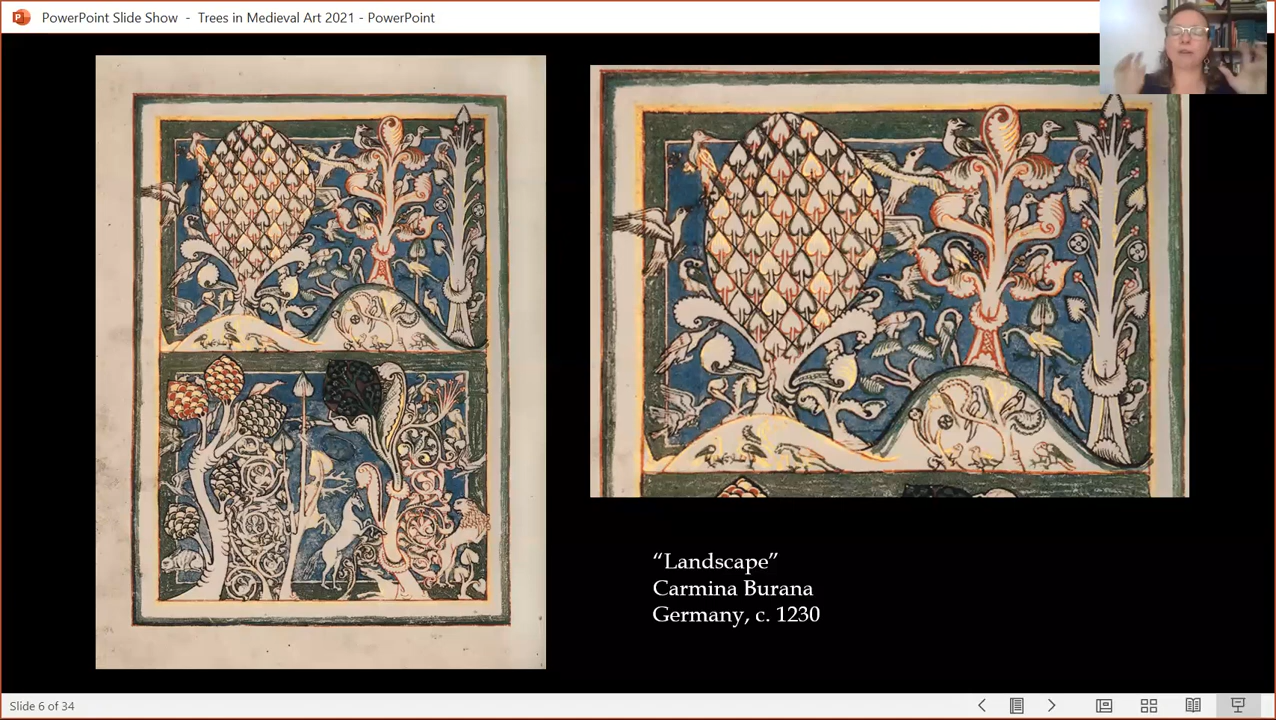 PowerPoint Slide Show - Trees in Medieval Art 2021 - PowerPoint
“Landscape”
Carmina Burana
Germany, c. 1230
Slide 6 of 34